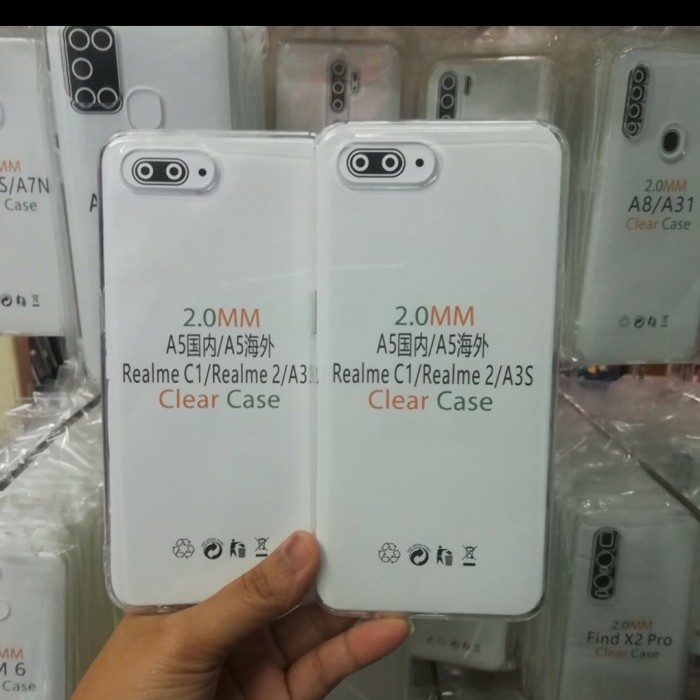 2.0MM
A5国内/A5海外
Realme C1/Realme 2/A3S
Clear Case
2.0MM
A5国内/A5海外
Realme C1/Realme 2/A3S
Clear Case
MM
S/A7N
Case
A
2.0MM
A8/A31
Clear Case
MM
M 6
Case
2.0MM
Find X2 Pro
Clear Case